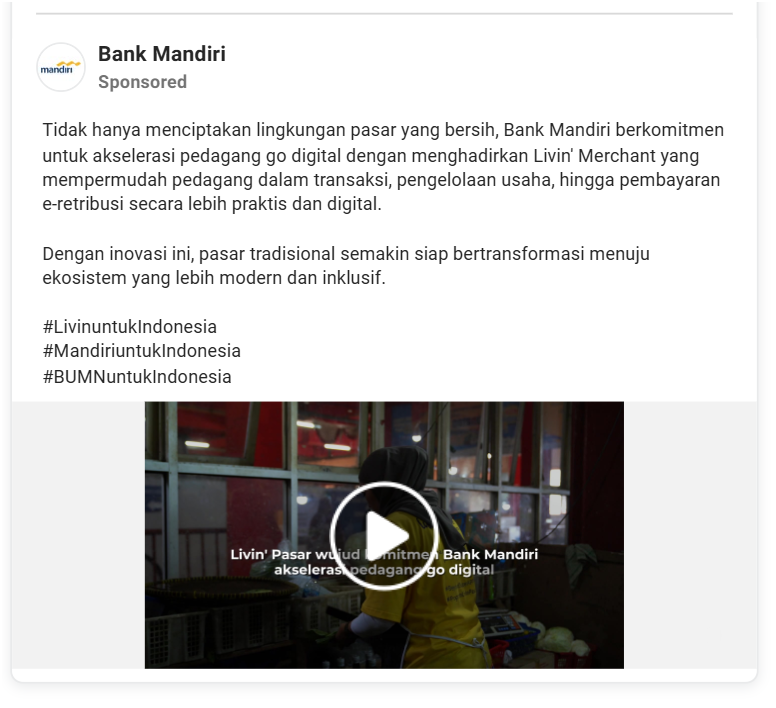 Bank Mandiri
mandiri
Sponsored
Tidak hanya menciptakan lingkungan pasar yang bersih, Bank Mandiri berkomitmen
untuk akselerasi pedagang go digital dengan menghadirkan Livin' Merchant yang
mempermudah pedagang dalam transaksi, pengelolaan usaha, hingga pembayaran
e-retribusi secara lebih praktis dan digital.
Dengan inovasi ini, pasar tradisional semakin siap bertransformasi menuju
ekosistem yang lebih modern dan inklusif.
#LivinuntukIndonesia
#MandiriuntukIndonesia
#BUMNuntukIndonesia
Livin' Pasar wujud komitmen Bank Mandiri
akselerasi pedagang go digital